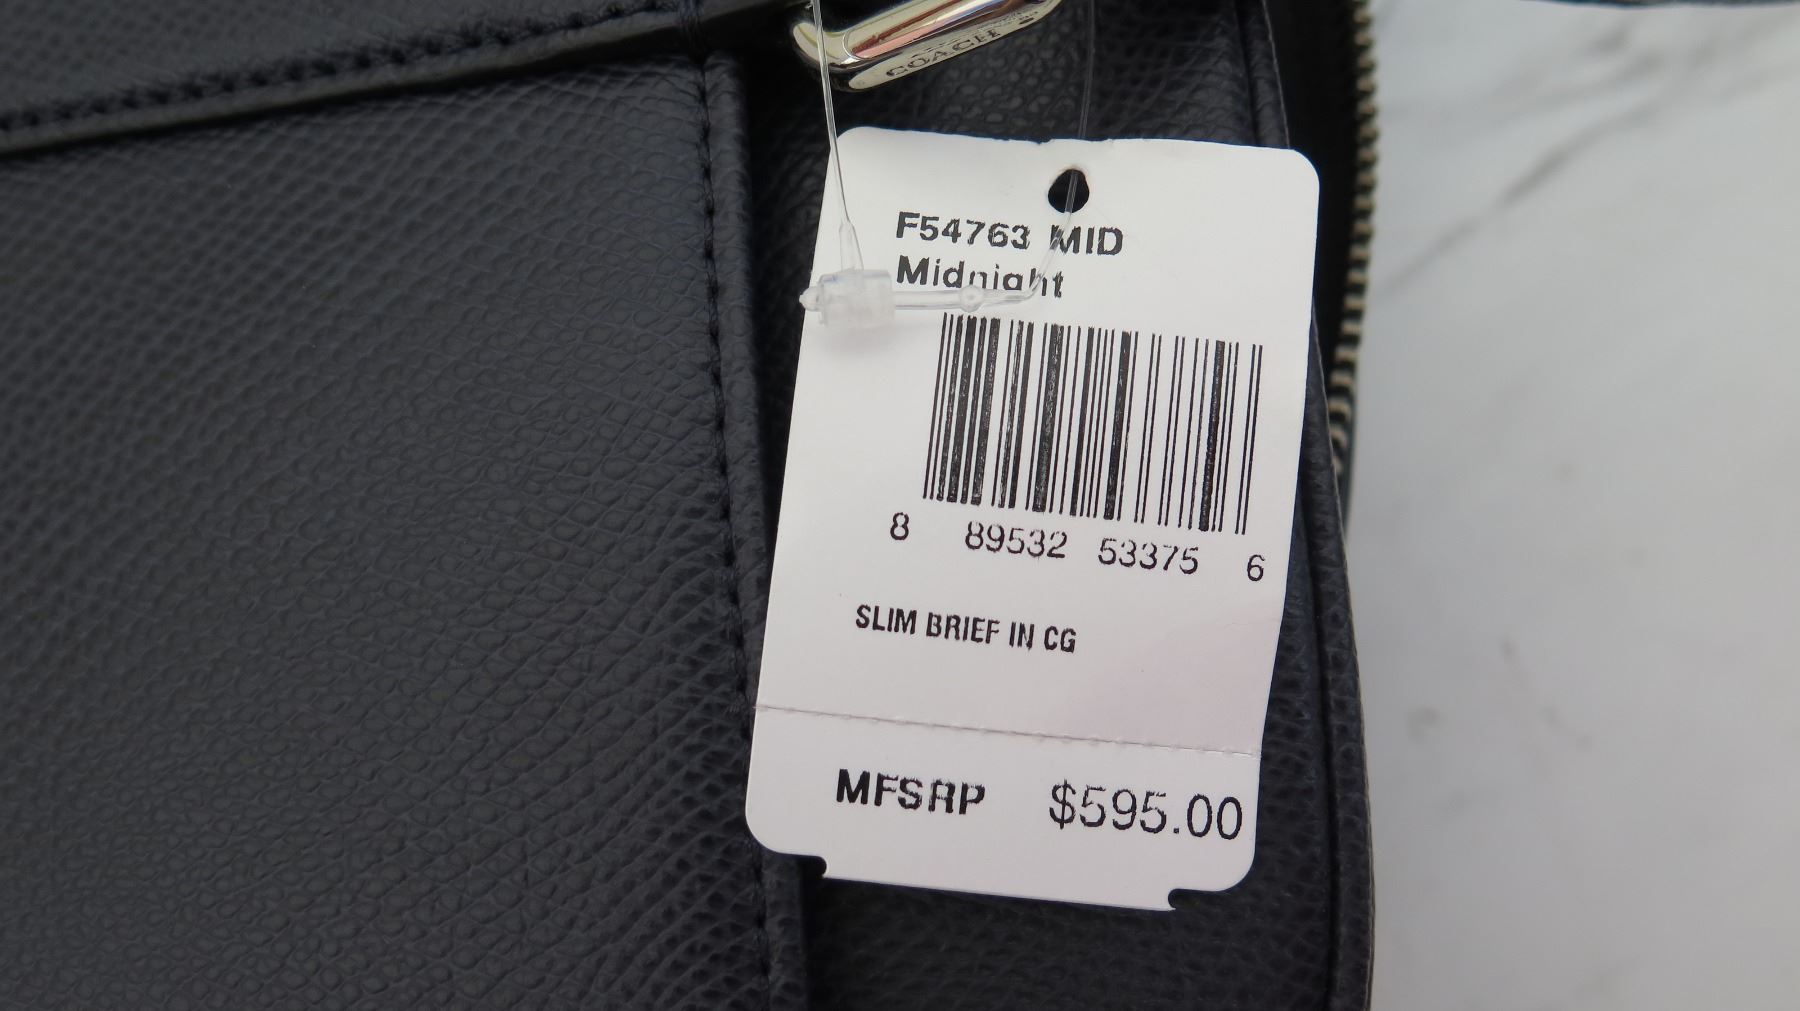 COACH
F54763 MID
Midnight
8 89532 53375 6
SLIM BRIEF IN CG
MFSRP $595.00